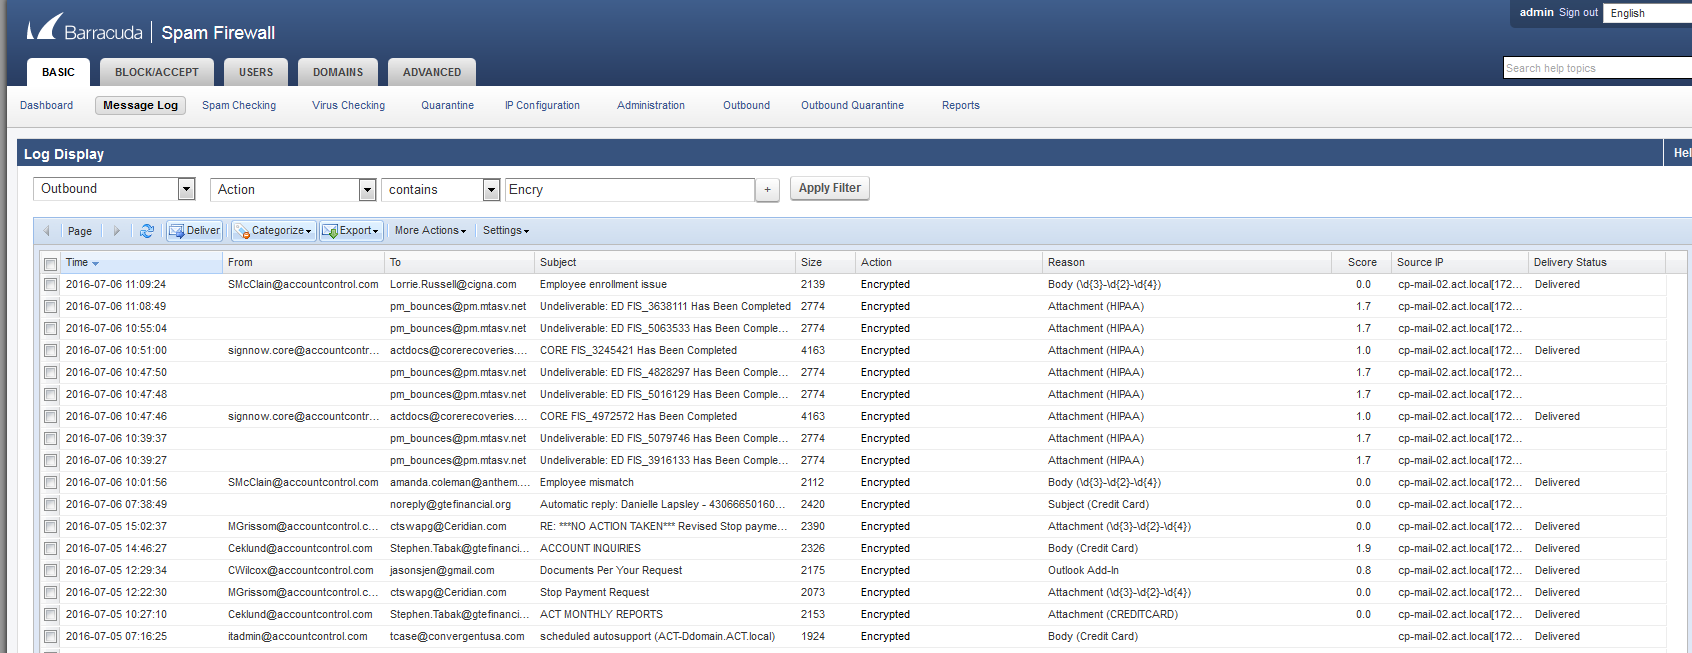 admin Sign out English
Barracuda | Spam Firewall
BASIC BLOCK/ACCEPT USERS DOMAINS ADVANCED
Search help topics
Dashboard Message Log Spam Checking Virus Checking Quarantine IP Configuration Administration Outbound Outbound Quarantine Reports
Log Display Hel
Outbound Action contains Encry + Apply Filter
Page Deliver Categorize Export More Actions Settings
Time From To Subject Size Action Reason Score Source IP Delivery Status
2016-07-06 11:09:24 SMcClain@accountcontrol.com Lorrie.Russell@cigna.com Employee enrollment issue 2139 Encrypted Body (\d{3}-\d{2}-\d{4}) 0.0 cp-mail-02.act.local[172... Delivered
2016-07-06 11:08:49 pm_bounces@pm.mtasv.net Undeliverable: ED FIS_3638111 Has Been Completed 2774 Encrypted Attachment (HIPAA) 1.7 cp-mail-02.act.local[172...
2016-07-06 10:55:04 pm_bounces@pm.mtasv.net Undeliverable: ED FIS_5063533 Has Been Comple... 2774 Encrypted Attachment (HIPAA) 1.7 cp-mail-02.act.local[172...
2016-07-06 10:51:00 signnow.core@accountcontr... actdocs@corerecoveries.... CORE FIS_3245421 Has Been Completed 4163 Encrypted Attachment (HIPAA) 1.0 cp-mail-02.act.local[172... Delivered
2016-07-06 10:47:50 pm_bounces@pm.mtasv.net Undeliverable: ED FIS_4828297 Has Been Comple... 2774 Encrypted Attachment (HIPAA) 1.7 cp-mail-02.act.local[172...
2016-07-06 10:47:48 pm_bounces@pm.mtasv.net Undeliverable: ED FIS_5016129 Has Been Comple... 2774 Encrypted Attachment (HIPAA) 1.7 cp-mail-02.act.local[172...
2016-07-06 10:47:46 signnow.core@accountcontr... actdocs@corerecoveries.... CORE FIS_4972572 Has Been Completed 4163 Encrypted Attachment (HIPAA) 1.0 cp-mail-02.act.local[172... Delivered
2016-07-06 10:39:37 pm_bounces@pm.mtasv.net Undeliverable: ED FIS_5079746 Has Been Comple... 2774 Encrypted Attachment (HIPAA) 1.7 cp-mail-02.act.local[172...
2016-07-06 10:39:27 pm_bounces@pm.mtasv.net Undeliverable: ED FIS_3916133 Has Been Comple... 2774 Encrypted Attachment (HIPAA) 1.7 cp-mail-02.act.local[172...
2016-07-06 10:01:56 SMcClain@accountcontrol.com amanda.coleman@anthem.... Employee mismatch 2112 Encrypted Body (\d{3}-\d{2}-\d{4}) 0.0 cp-mail-02.act.local[172... Delivered
2016-07-06 07:38:49 noreply@gtefinancial.org Automatic reply: Danielle Lapsley - 43066650160... 2420 Encrypted Subject (Credit Card) 0.0 cp-mail-02.act.local[172...
2016-07-05 15:02:37 MGrissom@accountcontrol.c... ctswapg@Ceridian.com RE: ***NO ACTION TAKEN*** Revised Stop payme... 2390 Encrypted Attachment (\d{3}-\d{2}-\d{4}) 0.0 cp-mail-02.act.local[172... Delivered
2016-07-05 14:46:27 Ceklund@accountcontrol.com Stephen.Tabak@gtefinanci... ACCOUNT INQUIRIES 2326 Encrypted Body (Credit Card) 1.9 cp-mail-02.act.local[172... Delivered
2016-07-05 12:29:34 CWilcox@accountcontrol.com jasonsjen@gmail.com Documents Per Your Request 2175 Encrypted Outlook Add-In 0.8 cp-mail-02.act.local[172... Delivered
2016-07-05 12:22:30 MGrissom@accountcontrol.c... ctswapg@Ceridian.com Stop Payment Request 2073 Encrypted Attachment (\d{3}-\d{2}-\d{4}) 0.0 cp-mail-02.act.local[172... Delivered
2016-07-05 10:27:10 Ceklund@accountcontrol.com Stephen.Tabak@gtefinanci... ACT MONTHLY REPORTS 2153 Encrypted Attachment (CREDITCARD) 0.0 cp-mail-02.act.local[172... Delivered
2016-07-05 07:16:25 itadmin@accountcontrol.com tcase@convergentusa.com scheduled autosupport (ACT-Ddomain.ACT.local) 1924 Encrypted Body (Credit Card) cp-mail-02.act.local[172... Delivered